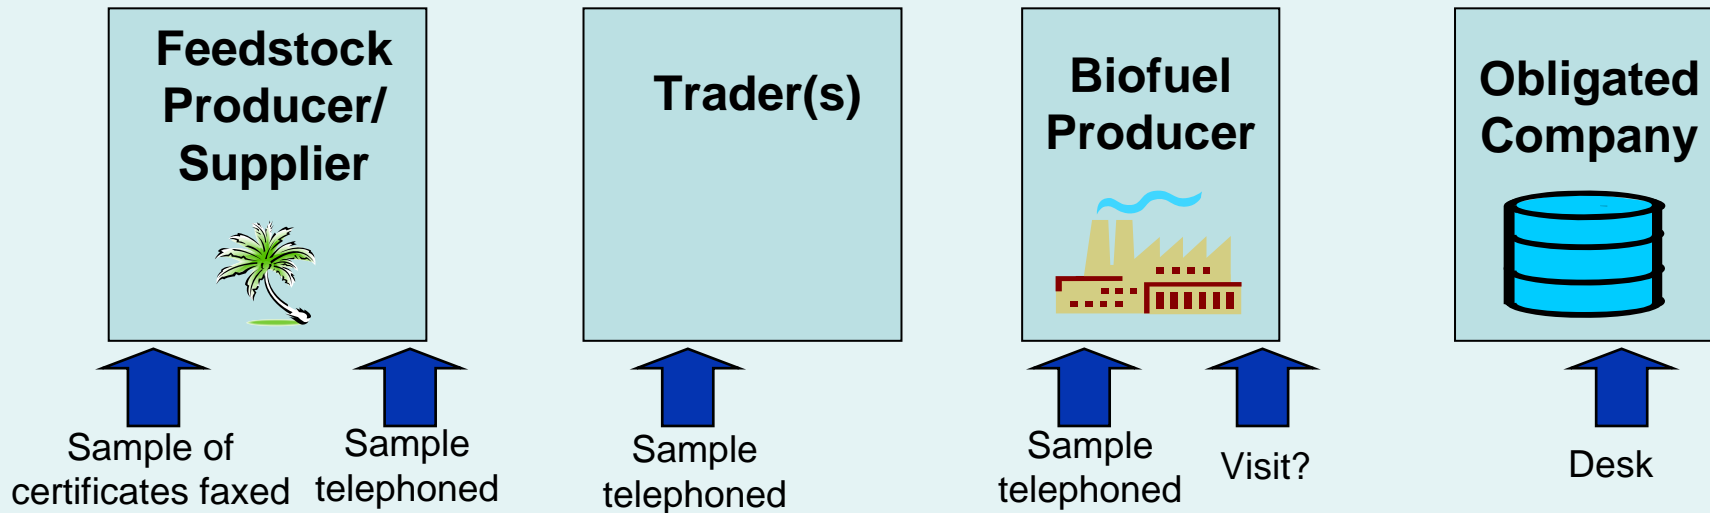 Feedstock
Producer/
Supplier
Trader(s)
Biofuel
Producer
Obligated
Company
Sample of
certificates faxed
Sample
telephoned
Sample
telephoned
Sample
telephoned
Visit?
Desk